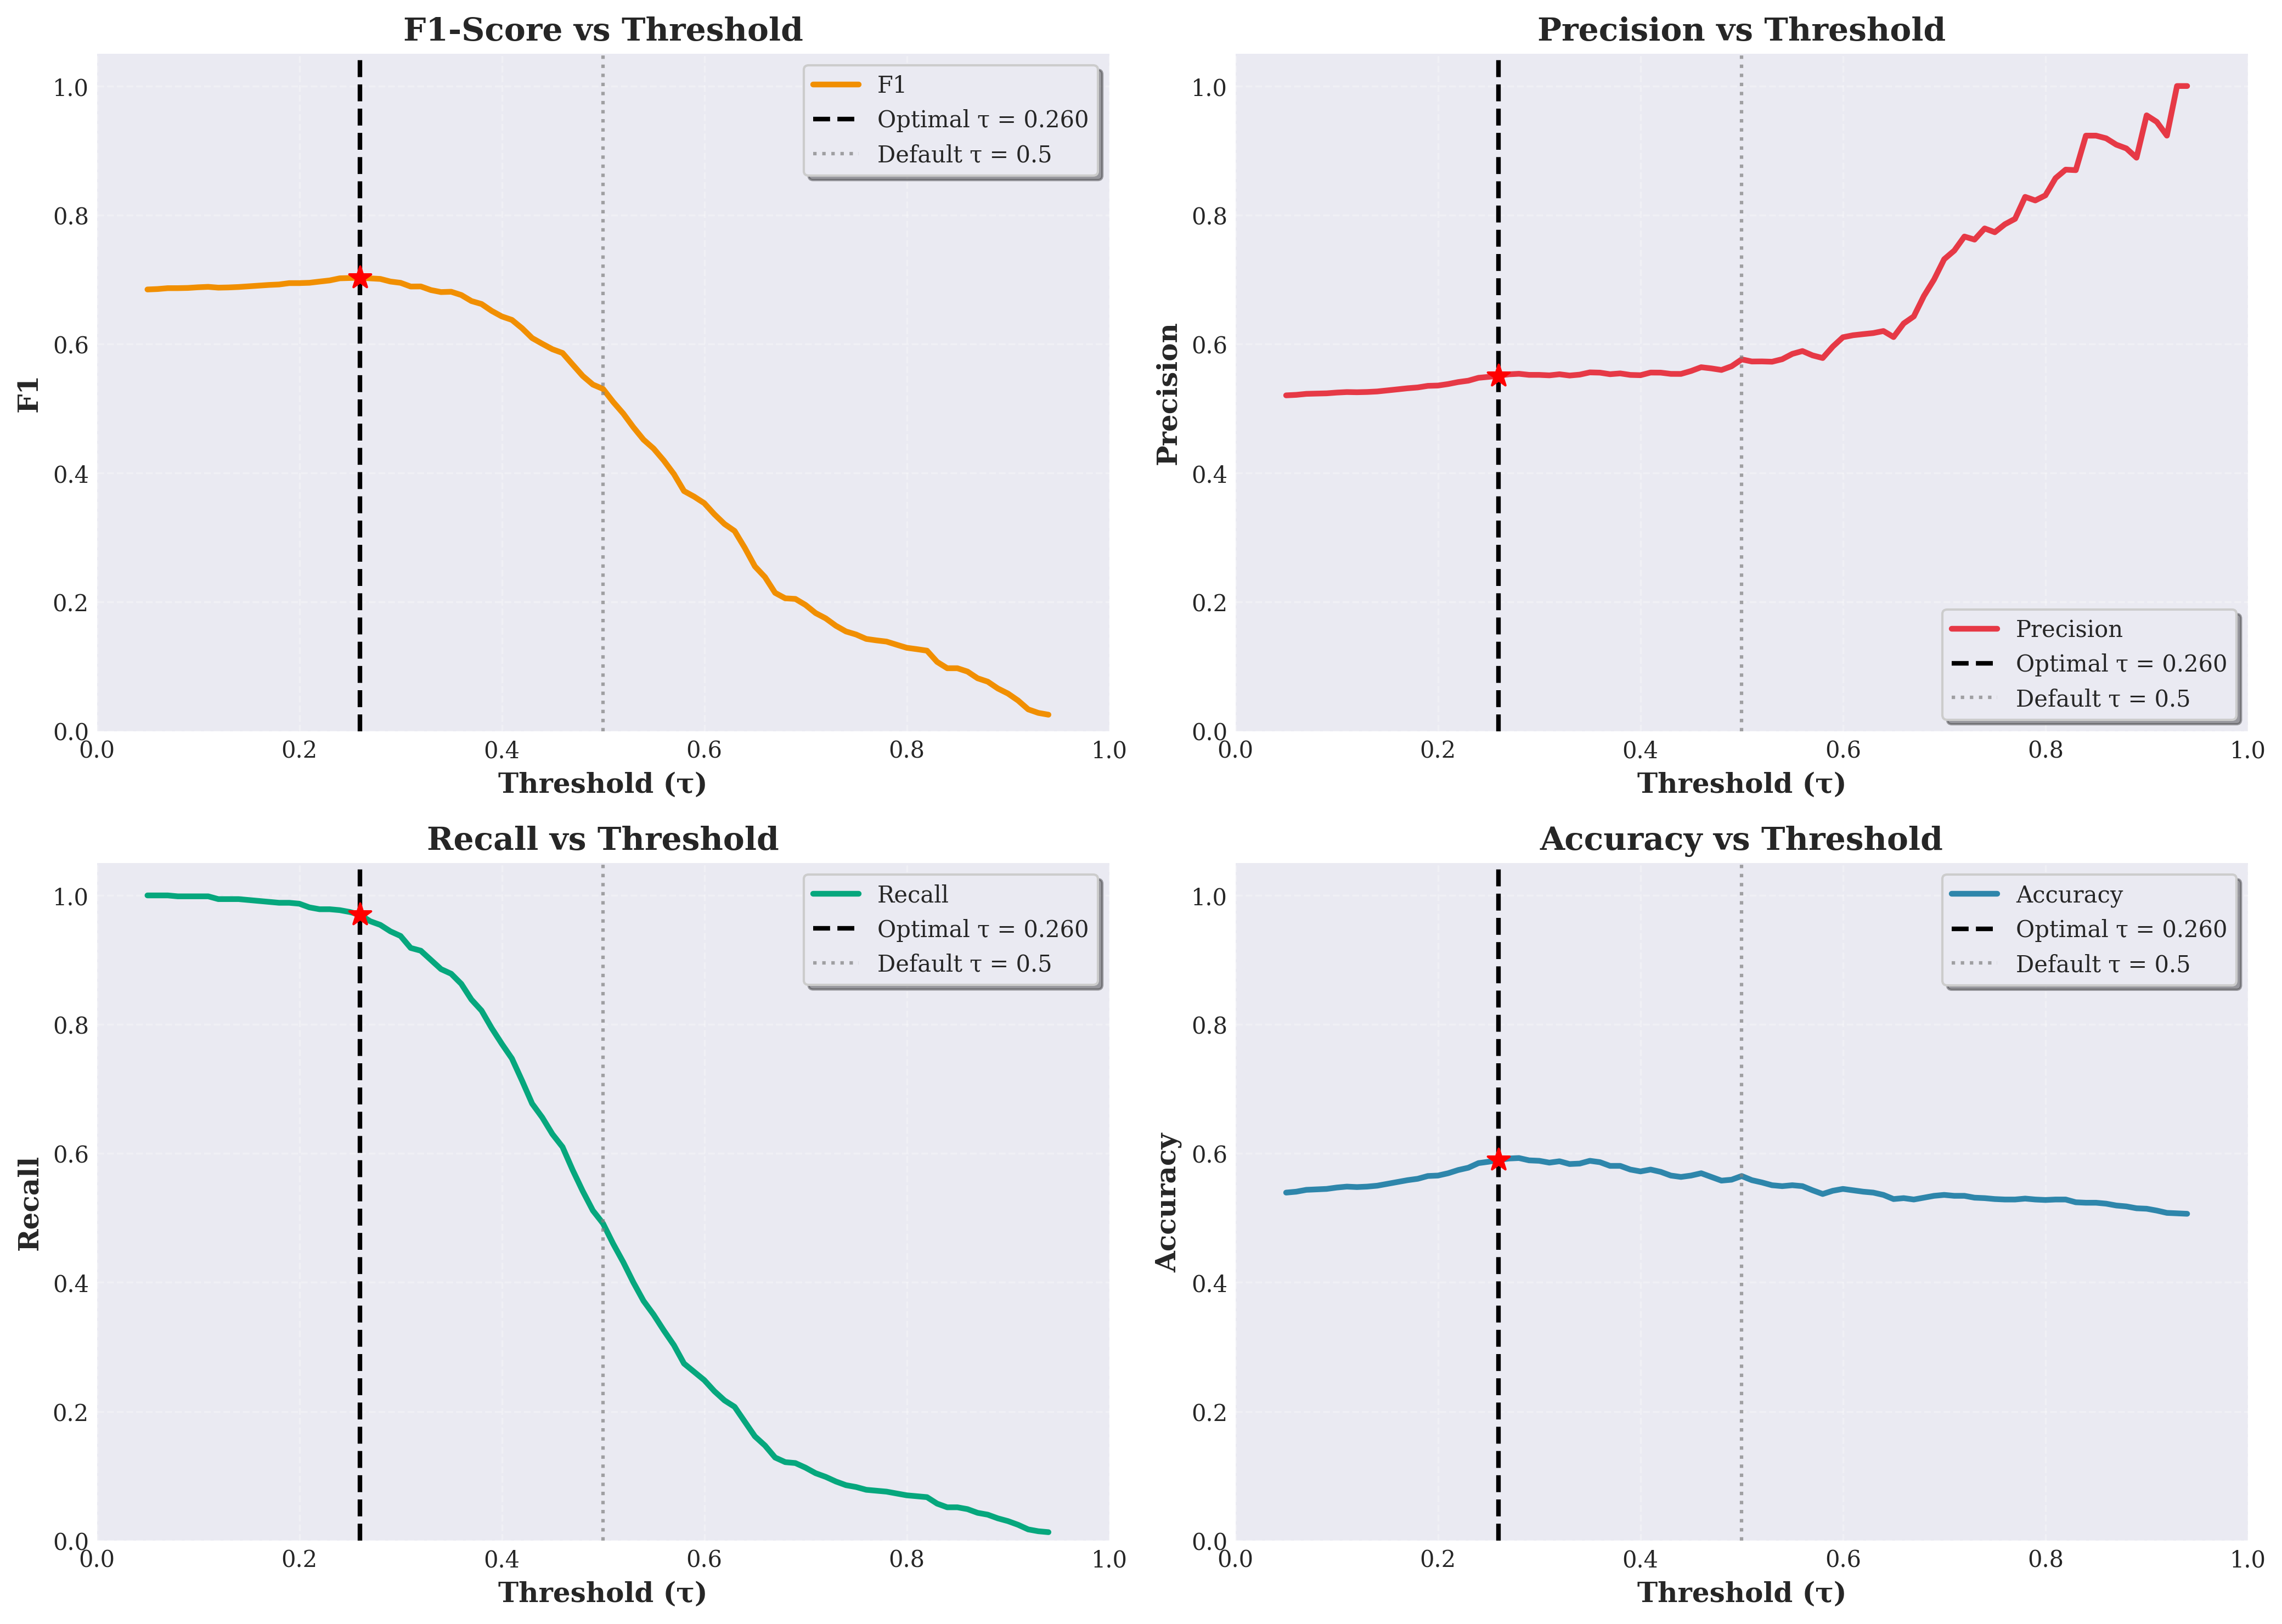 F1-Score vs Threshold
F1
1.0
0.8
0.6
0.4
0.2
0.0
0.0 0.2 0.4 0.6 0.8 1.0
Threshold (τ)
F1
Optimal τ = 0.260
Default τ = 0.5
Precision vs Threshold
Precision
1.0
0.8
0.6
0.4
0.2
0.0
0.0 0.2 0.4 0.6 0.8 1.0
Threshold (τ)
Precision
Optimal τ = 0.260
Default τ = 0.5
Recall vs Threshold
Recall
1.0
0.8
0.6
0.4
0.2
0.0
0.0 0.2 0.4 0.6 0.8 1.0
Threshold (τ)
Recall
Optimal τ = 0.260
Default τ = 0.5
Accuracy vs Threshold
Accuracy
1.0
0.8
0.6
0.4
0.2
0.0
0.0 0.2 0.4 0.6 0.8 1.0
Threshold (τ)
Accuracy
Optimal τ = 0.260
Default τ = 0.5